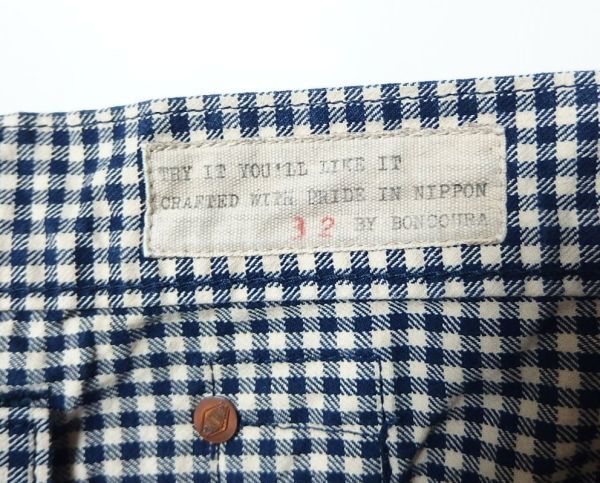 TRY IT YOU'LL LIKE IT
CRAFTED WITH PRIDE IN NIPPON
32 BY BONCOURA